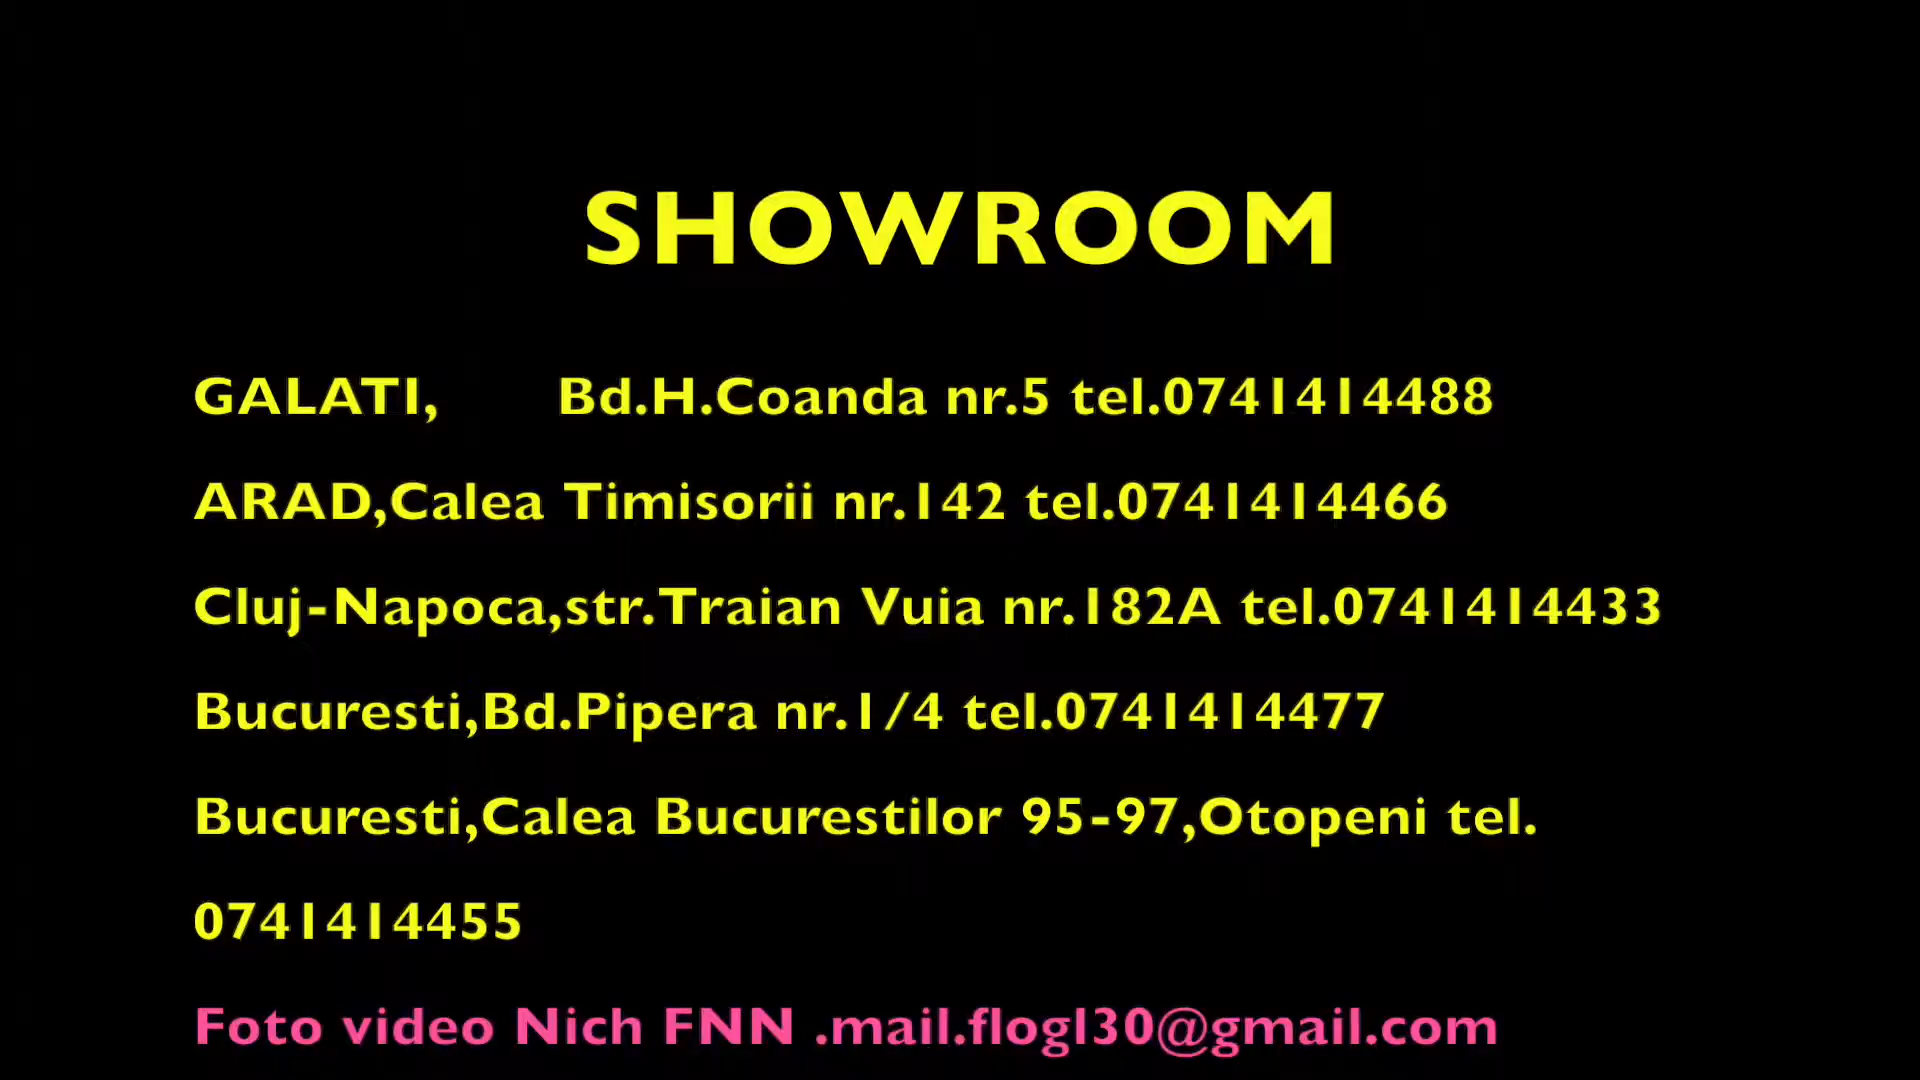 SHOWROOM
GALATI, Bd.H.Coanda nr.5 tel.0741414488
ARAD,Calea Timisorii nr.142 tel.0741414466
Cluj-Napoca,str.Traian Vuia nr.182A tel.0741414433
Bucuresti,Bd.Pipera nr.1/4 tel.0741414477
Bucuresti,Calea Bucurestilor 95-97,Otopeni tel.
0741414455
Foto video Nich FNN .mail.flogl30@gmail.com